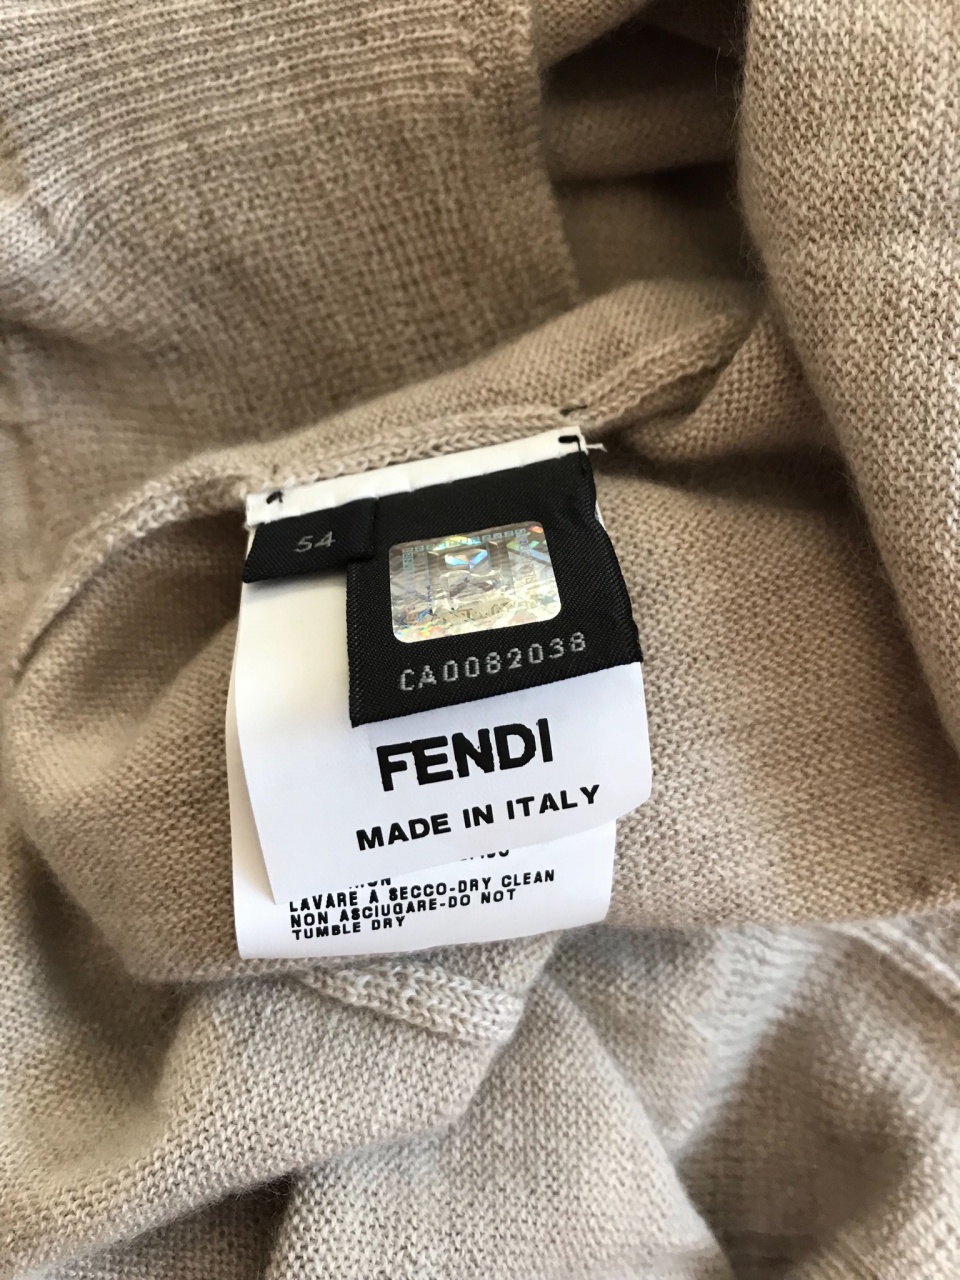 54
CA0082038
FENDI
MADE IN ITALY
LAVARE A SECCO-DRY CLEAN
NON ASCIUGARE-DO NOT
TUMBLE DRY